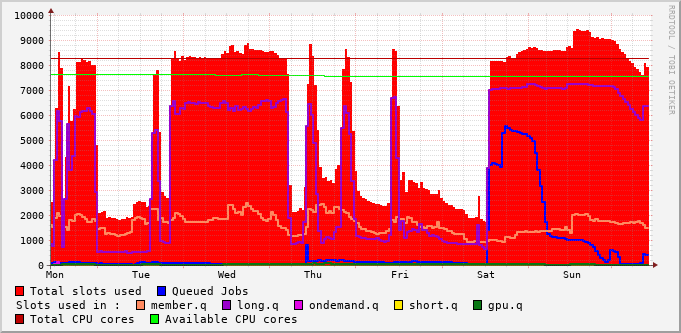 10000
9000
8000
7000
6000
5000
4000
3000
2000
1000
0
Mon Tue Wed Thu Fri Sat Sun
RRDTOOL / TOBI OETIKER
Total slots used Queued Jobs
Slots used in : member.q long.q ondemand.q short.q gpu.q
Total CPU cores Available CPU cores